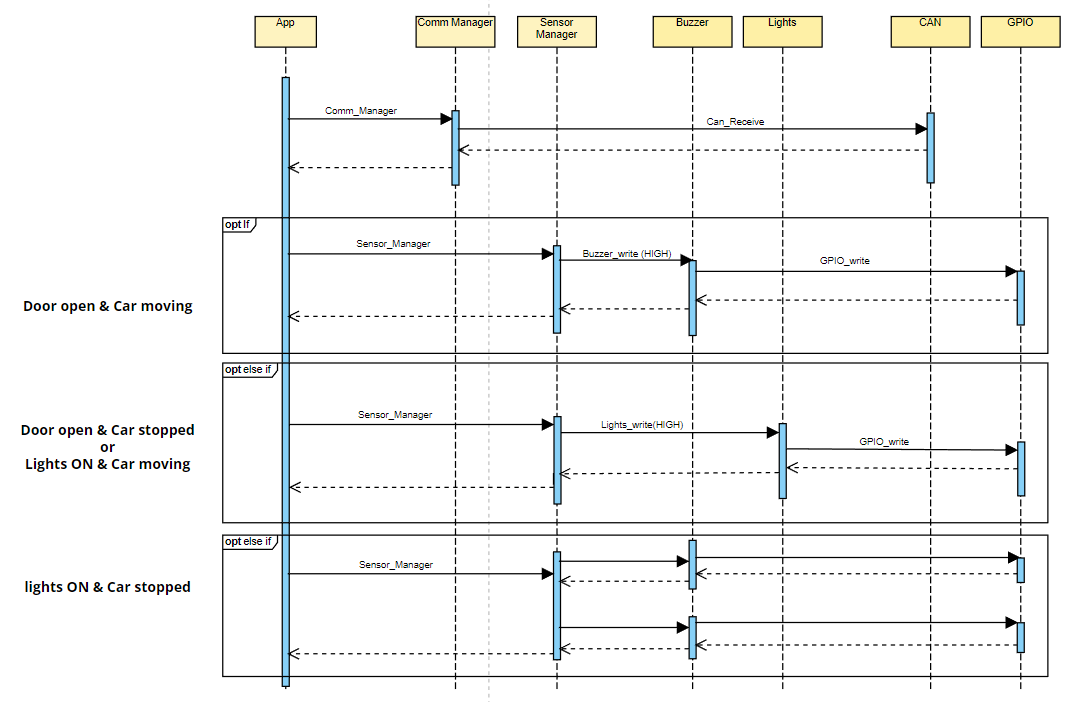 App
Comm Manager
Sensor
Manager
Buzzer
Lights
CAN
GPIO
Comm_Manager
Can_Receive
opt If
Sensor_Manager
Buzzer_write (HIGH)
GPIO_write
Door open & Car moving
opt else if
Sensor_Manager
Lights_write(HIGH)
GPIO_write
Door open & Car stopped
or
Lights ON & Car moving
opt else if
Sensor_Manager
lights ON & Car stopped